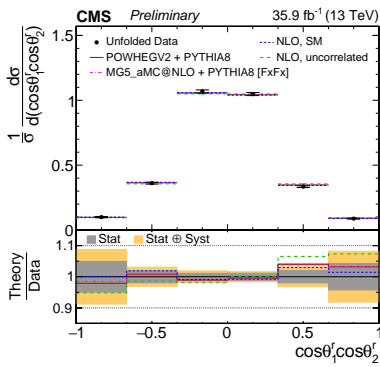 CMS Preliminary 35.9 fb⁻¹ (13 TeV)
Unfolded Data
POWHEGV2 + PYTHIA8
MG5_aMC@NLO + PYTHIA8 [FxFx]
NLO, SM
NLO, uncorrelated
1/σ dσ/d(cosθ₁ʳcosθ₂ʳ)
1.5
1
0.5
0
Stat
Stat ⊕ Syst
Theory
Data
1.1
1
0.9
−1 −0.5 0 0.5 1
cosθ₁ʳcosθ₂ʳ